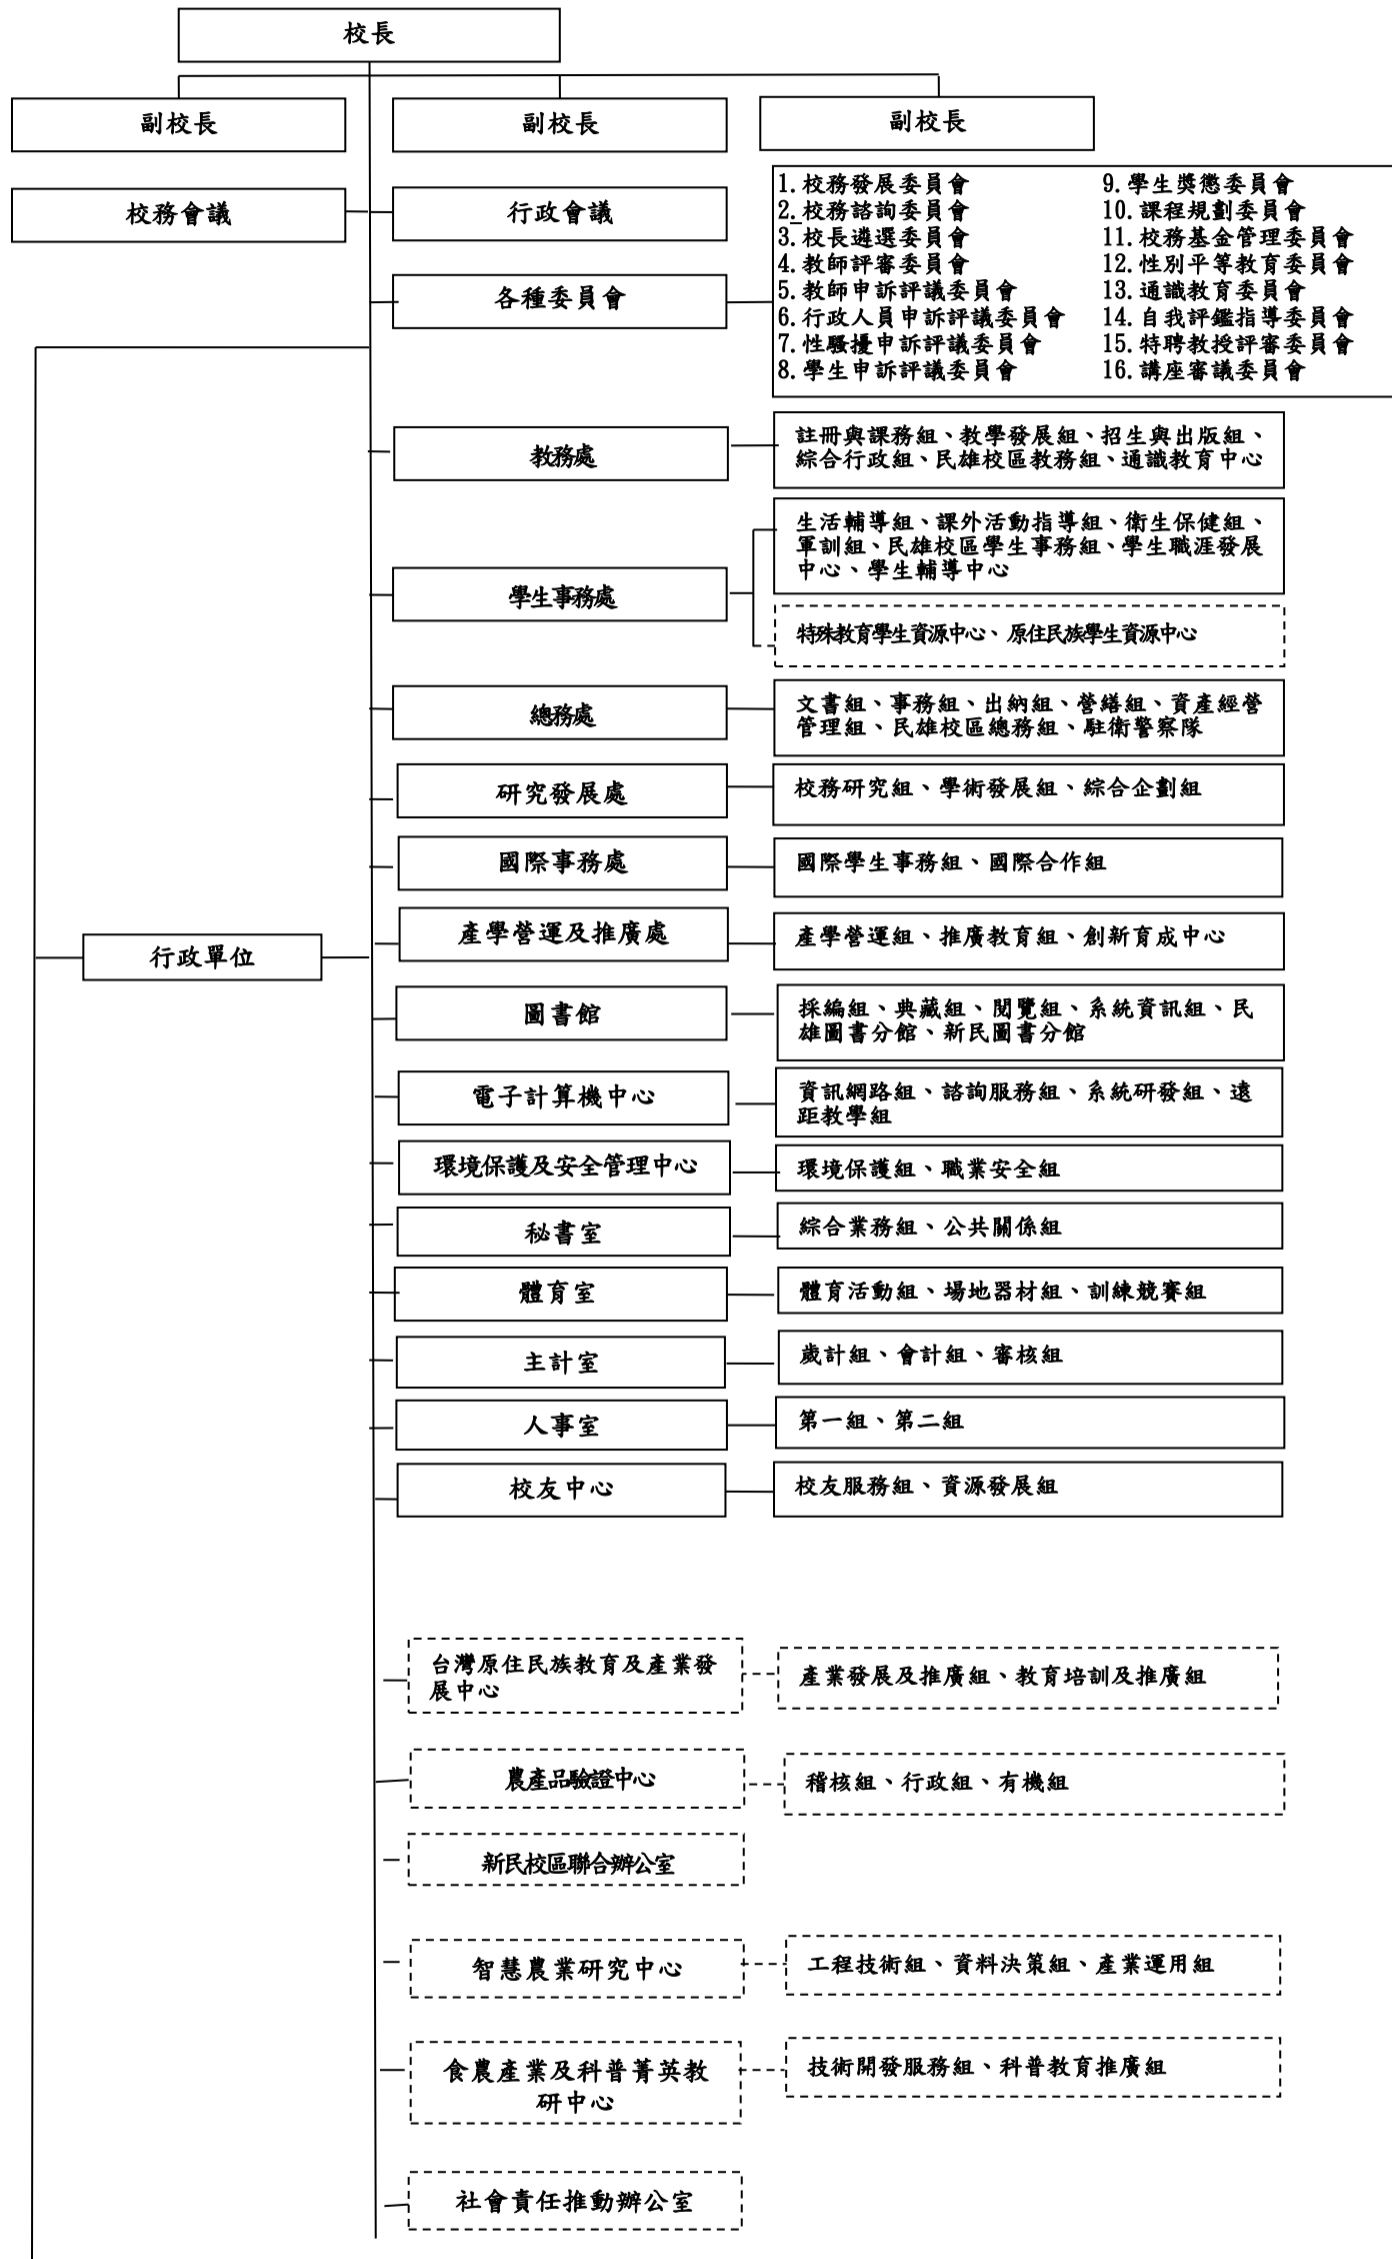 校長
副校長
副校長
副校長
校務會議
行政會議
各種委員會
1.校務發展委員會
2.校務諮詢委員會
3.校長遴選委員會
4.教師評審委員會
5.教師申訴評議委員會
6.行政人員申訴評議委員會
7.性騷擾申訴評議委員會
8.學生申訴評議委員會
9.學生獎懲委員會
10.課程規劃委員會
11.校務基金管理委員會
12.性別平等教育委員會
13.通識教育委員會
14.自我評鑑指導委員會
15.特聘教授評審委員會
16.講座審議委員會
行政單位
教務處
註冊與課務組、教學發展組、招生與出版組、
綜合行政組、民雄校區教務組、通識教育中心
學生事務處
生活輔導組、課外活動指導組、衛生保健組、
軍訓組、民雄校區學生事務組、學生職涯發展
中心、學生輔導中心
特殊教育學生資源中心、原住民族學生資源中心
總務處
文書組、事務組、出納組、營繕組、資產經營
管理組、民雄校區總務組、駐衛警察隊
研究發展處
校務研究組、學術發展組、綜合企劃組
國際事務處
國際學生事務組、國際合作組
產學營運及推廣處
產學營運組、推廣教育組、創新育成中心
圖書館
採編組、典藏組、閱覽組、系統資訊組、民
雄圖書分館、新民圖書分館
電子計算機中心
資訊網路組、諮詢服務組、系統研發組、遠
距教學組
環境保護及安全管理中心
環境保護組、職業安全組
秘書室
綜合業務組、公共關係組
體育室
體育活動組、場地器材組、訓練競賽組
主計室
歲計組、會計組、審核組
人事室
第一組、第二組
校友中心
校友服務組、資源發展組
台灣原住民族教育及產業發
展中心
產業發展及推廣組、教育培訓及推廣組
農產品驗證中心
稽核組、行政組、有機組
新民校區聯合辦公室
智慧農業研究中心
工程技術組、資料決策組、產業運用組
食農產業及科普菁英教
研中心
技術開發服務組、科普教育推廣組
社會責任推動辦公室